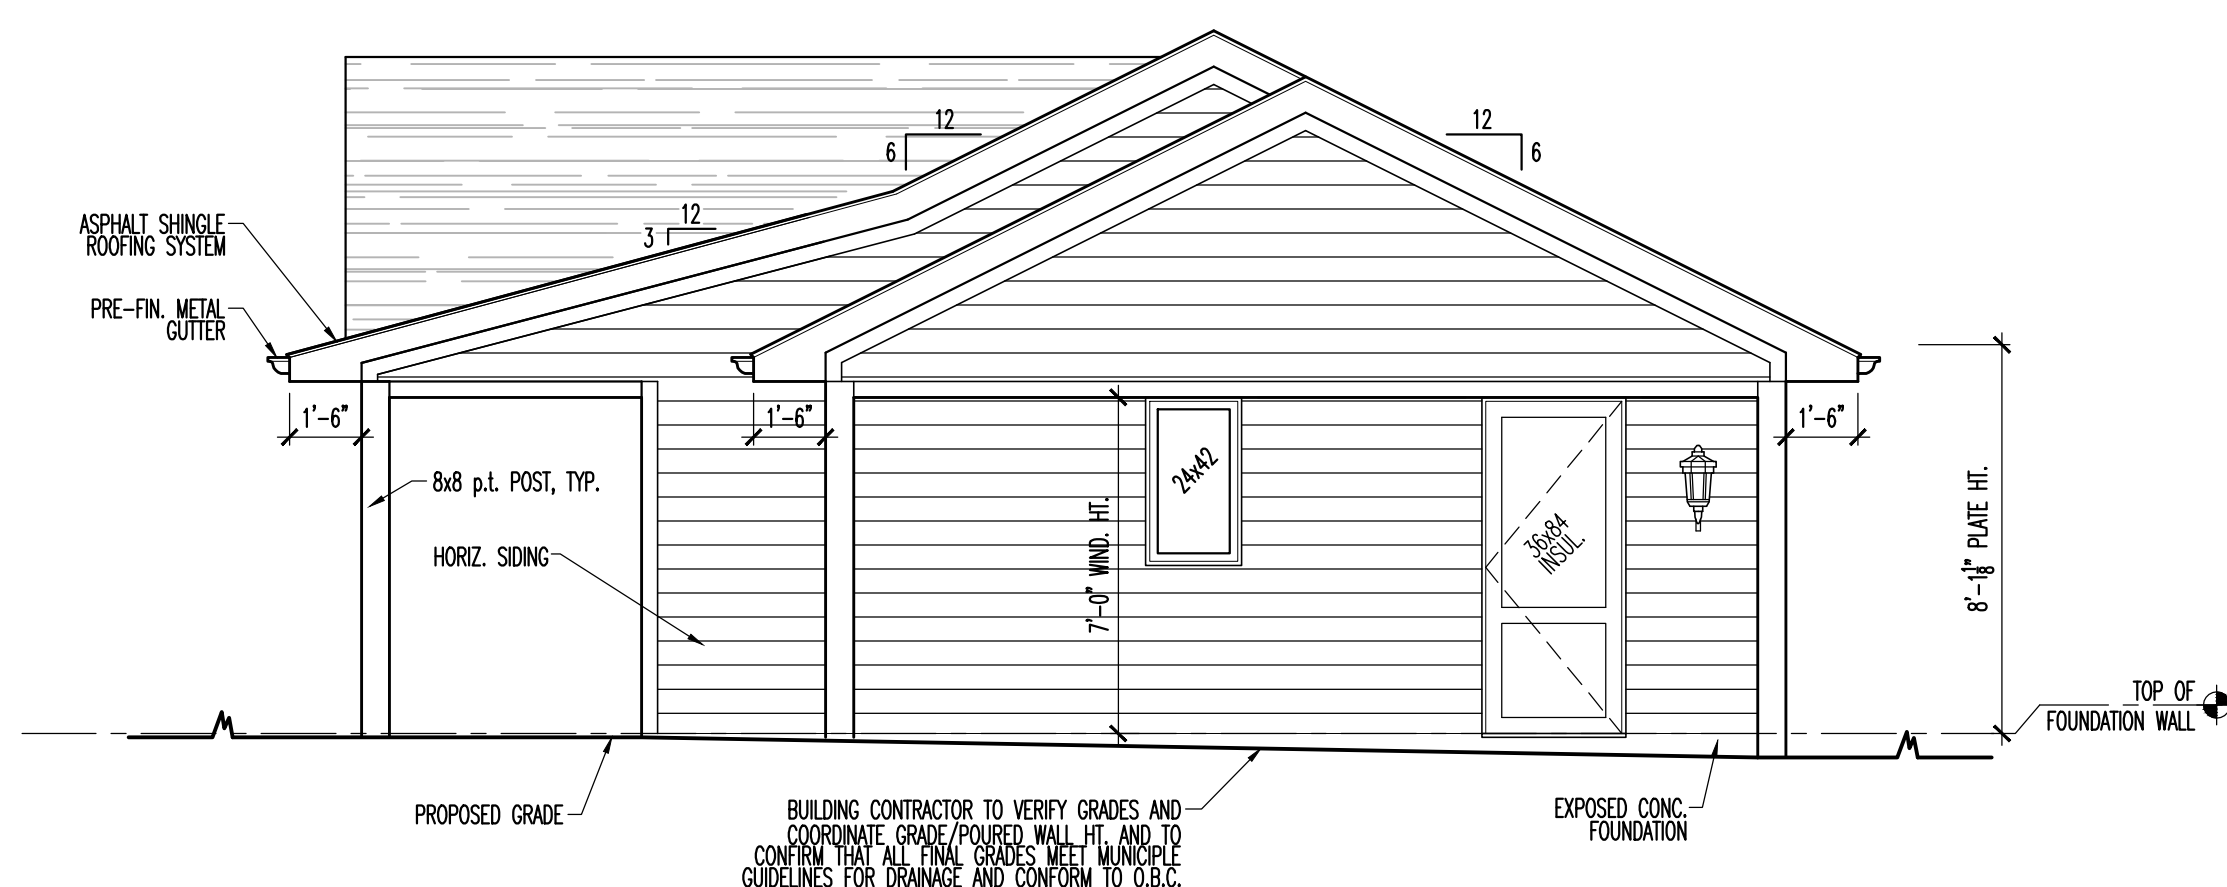 12
6
12
6
12
3
ASPHALT SHINGLE
ROOFING SYSTEM
PRE-FIN. METAL
GUTTER
1'-6"
1'-6"
1'-6"
8x8 p.t. POST, TYP.
HORIZ. SIDING
7'-0" WIND. HT.
24x42
36x84
INSUL.
8'-1 1/8" PLATE HT.
TOP OF
FOUNDATION WALL
PROPOSED GRADE
BUILDING CONTRACTOR TO VERIFY GRADES AND
COORDINATE GRADE/POURED WALL HT. AND TO
CONFIRM THAT ALL FINAL GRADES MEET MUNICIPLE
GUIDELINES FOR DRAINAGE AND CONFORM TO O.B.C.
EXPOSED CONC.
FOUNDATION